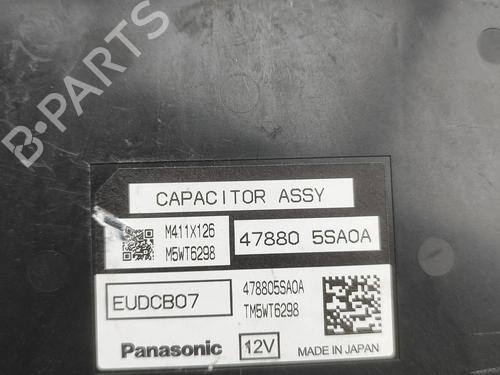 B-PARTS
CAPACITOR ASSY
M411X126
M5WT6298
47880 5SA0A
EUDCB07
478805SA0A
TM5WT6298
Panasonic
12V
MADE IN JAPAN